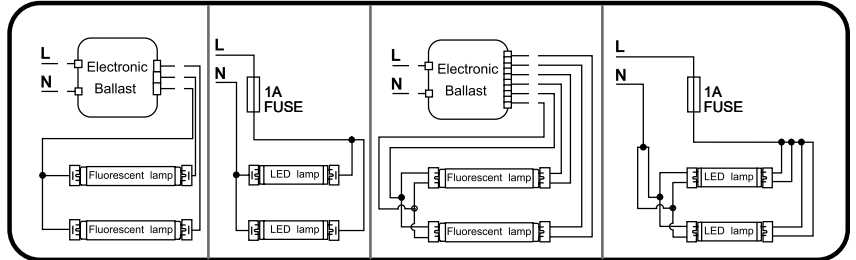 L
N
Electronic
Ballast
Fluorescent lamp
Fluorescent lamp
L
N
1A
FUSE
LED lamp
LED lamp
L
N
Electronic
Ballast
Fluorescent lamp
Fluorescent lamp
L
N
1A
FUSE
LED lamp
LED lamp